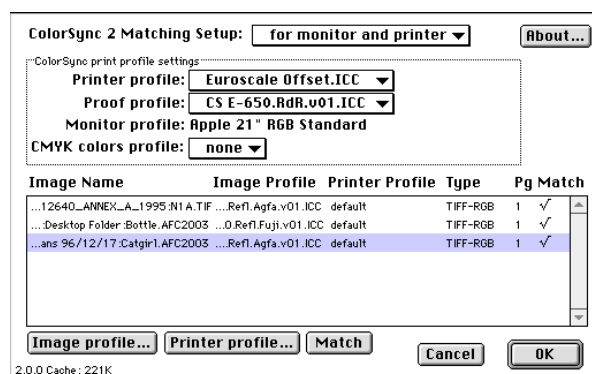 ColorSync 2 Matching Setup: for monitor and printer About...
ColorSync print profile settings
Printer profile: Euroscale Offset.ICC
Proof profile: CS E-650.RdR.v01.ICC
Monitor profile: Apple 21" RGB Standard
CMYK colors profile: none
Image Name Image Profile Printer Profile Type Pg Match
...12640_ANNEX_A_1995:N1A.TIF ...Refl.Agfa.v01.ICC default TIFF-RGB 1 √
...:Desktop Folder:Bottle.AFC2003 ...0.Refl.Fuji.v01.ICC default TIFF-RGB 1 √
...ans 96/12/17:Catgirl.AFC2003 ...Refl.Agfa.v01.ICC default TIFF-RGB 1 √
Image profile... Printer profile... Match
Cancel OK
2.0.0 Cache: 221K